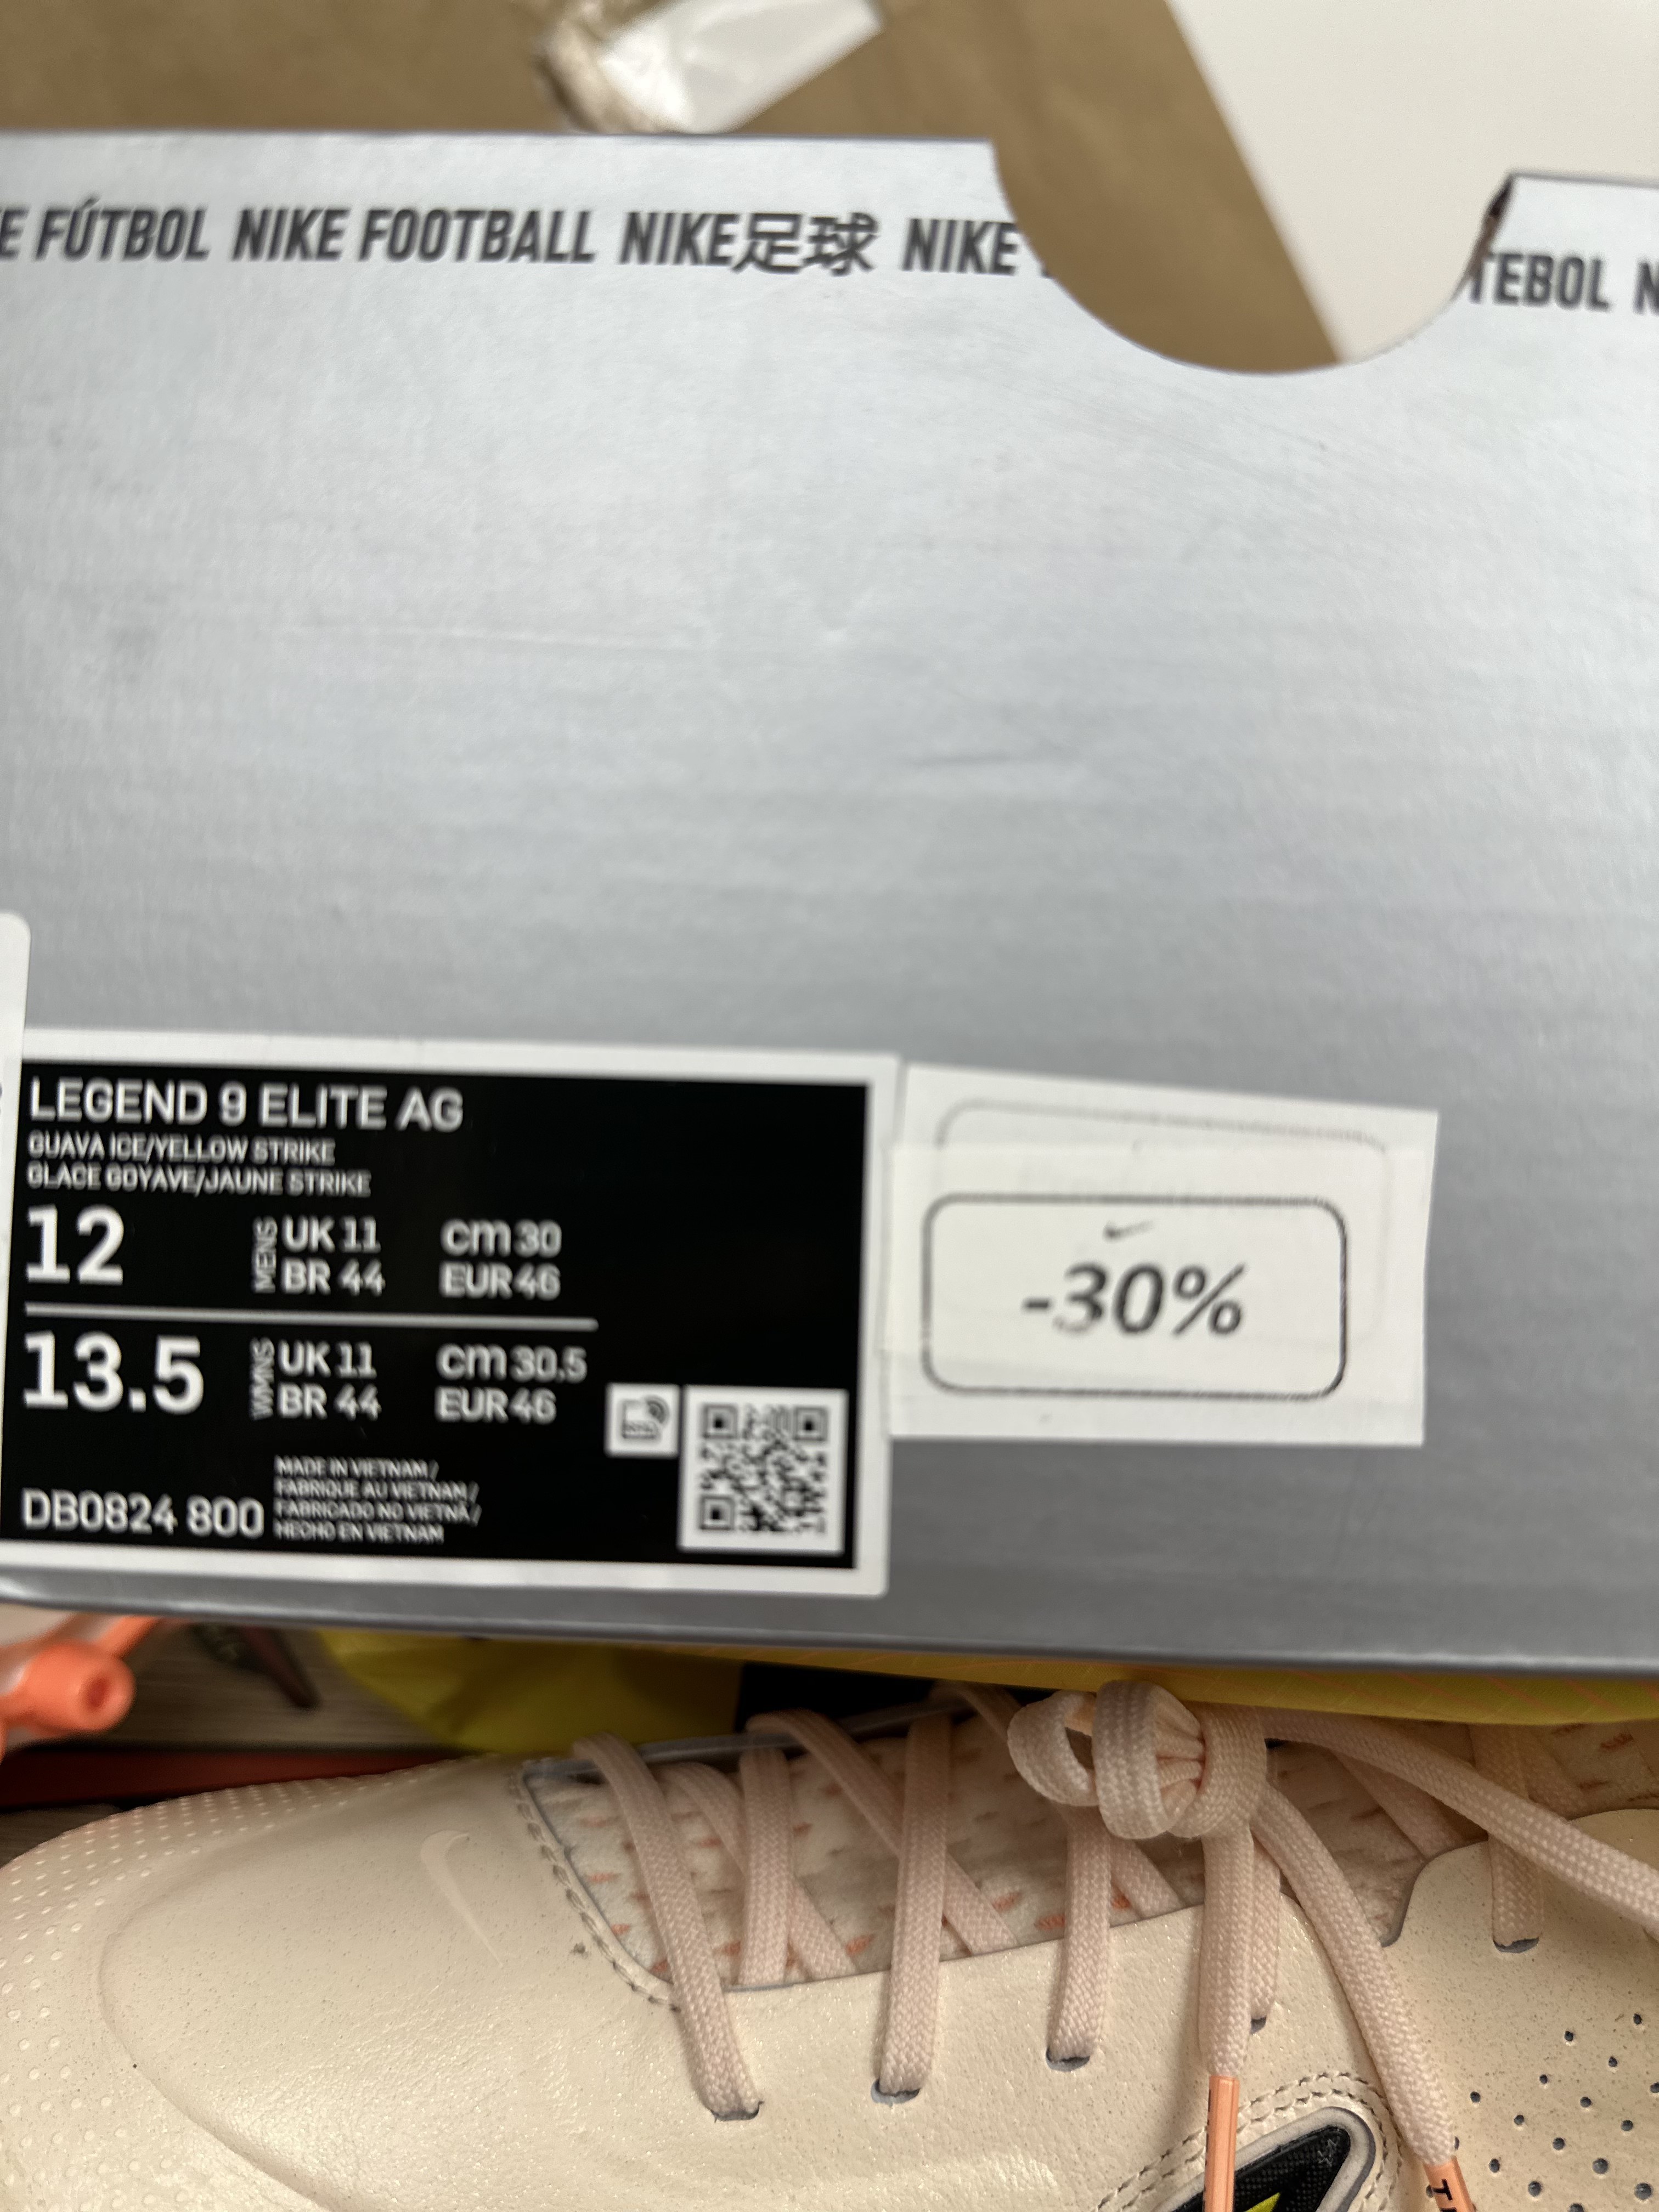 FÚTBOL NIKE FOOTBALL NIKE足球 NIKE
LEGEND 9 ELITE AG
GUAVA ICE/YELLOW STRIKE
GLACE GOYAVE/JAUNE STRIKE
12 MENS UK 11 cm 30
BR 44 EUR 46
13.5 WMNS UK 11 cm 30.5
BR 44 EUR 46
DB0824 800
MADE IN VIETNAM /
FABRIQUE AU VIETNAM /
FABRICADO NO VIETNÃ /
HECHO EN VIETNAM
-30%